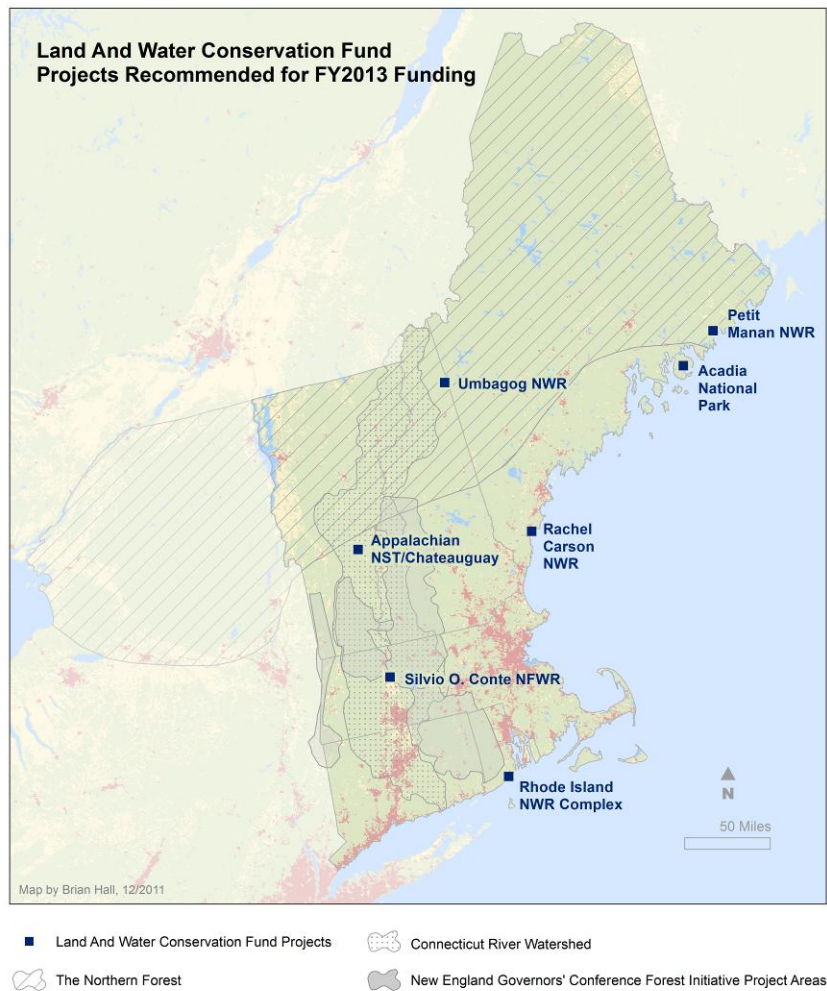 Land And Water Conservation Fund
Projects Recommended for FY2013 Funding
Petit
Manan NWR
Acadia
National
Park
Umbagog NWR
Rachel
Carson
NWR
Appalachian
NST/Chateauguay
Silvio O. Conte NFWR
Rhode Island
NWR Complex
N
50 Miles
Map by Brian Hall, 12/2011
Land And Water Conservation Fund Projects
Connecticut River Watershed
The Northern Forest
New England Governors' Conference Forest Initiative Project Areas